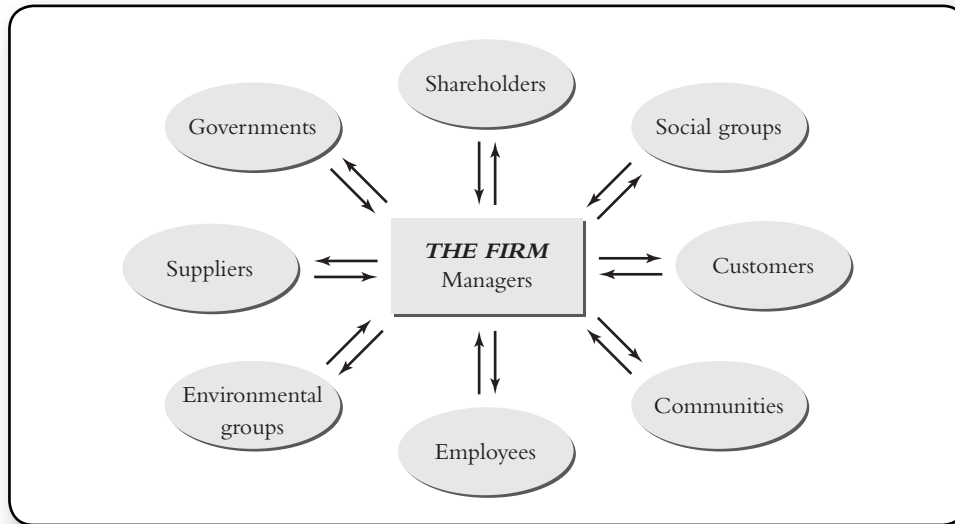 Shareholders
Governments
Social groups
THE FIRM
Managers
Suppliers
Customers
Environmental
groups
Communities
Employees